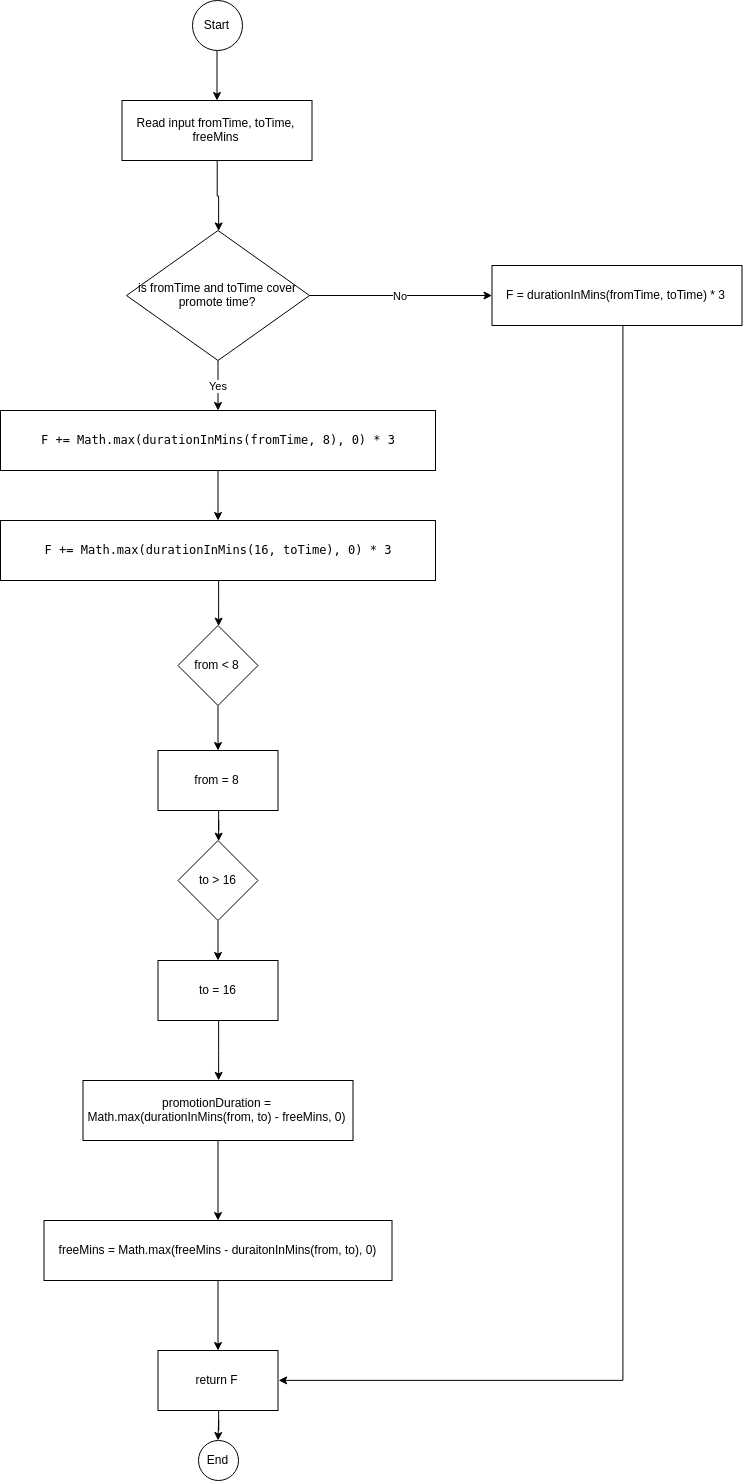 Start
Read input fromTime, toTime,
freeMins
is fromTime and toTime cover
promote time?
No
F = durationInMins(fromTime, toTime) * 3
Yes
F += Math.max(durationInMins(fromTime, 8), 0) * 3
F += Math.max(durationInMins(16, toTime), 0) * 3
from < 8
from = 8
to > 16
to = 16
promotionDuration =
Math.max(durationInMins(from, to) - freeMins, 0)
freeMins = Math.max(freeMins - duraitonInMins(from, to), 0)
return F
End